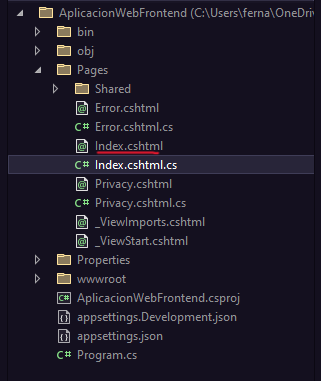 AplicacionWebFrontend (C:\Users\ferna\OneDriv
bin
obj
Pages
Shared
Error.cshtml
C# Error.cshtml.cs
Index.cshtml
C# Index.cshtml.cs
Privacy.cshtml
C# Privacy.cshtml.cs
_ViewImports.cshtml
_ViewStart.cshtml
Properties
wwwroot
C# AplicacionWebFrontend.csproj
appsettings.Development.json
appsettings.json
C# Program.cs